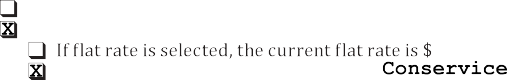 If flat rate is selected, the current flat rate is $
Conservice